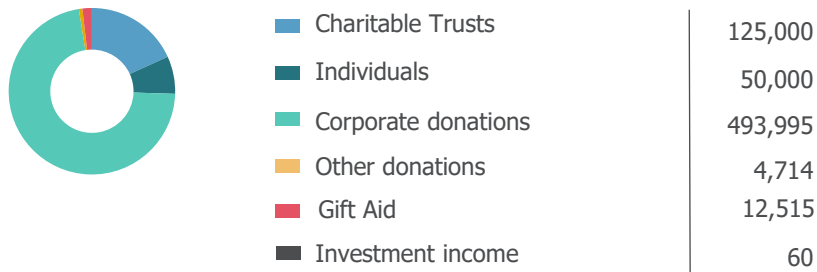 Charitable Trusts 125,000
Individuals 50,000
Corporate donations 493,995
Other donations 4,714
Gift Aid 12,515
Investment income 60